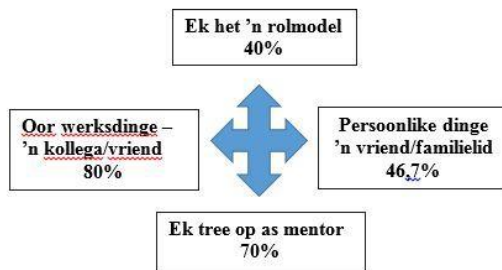 Ek het ’n rolmodel
40%
Oor werksdinge –
’n kollega/vriend
80%
Persoonlike dinge
’n vriend/familielid
46,7%
Ek tree op as mentor
70%